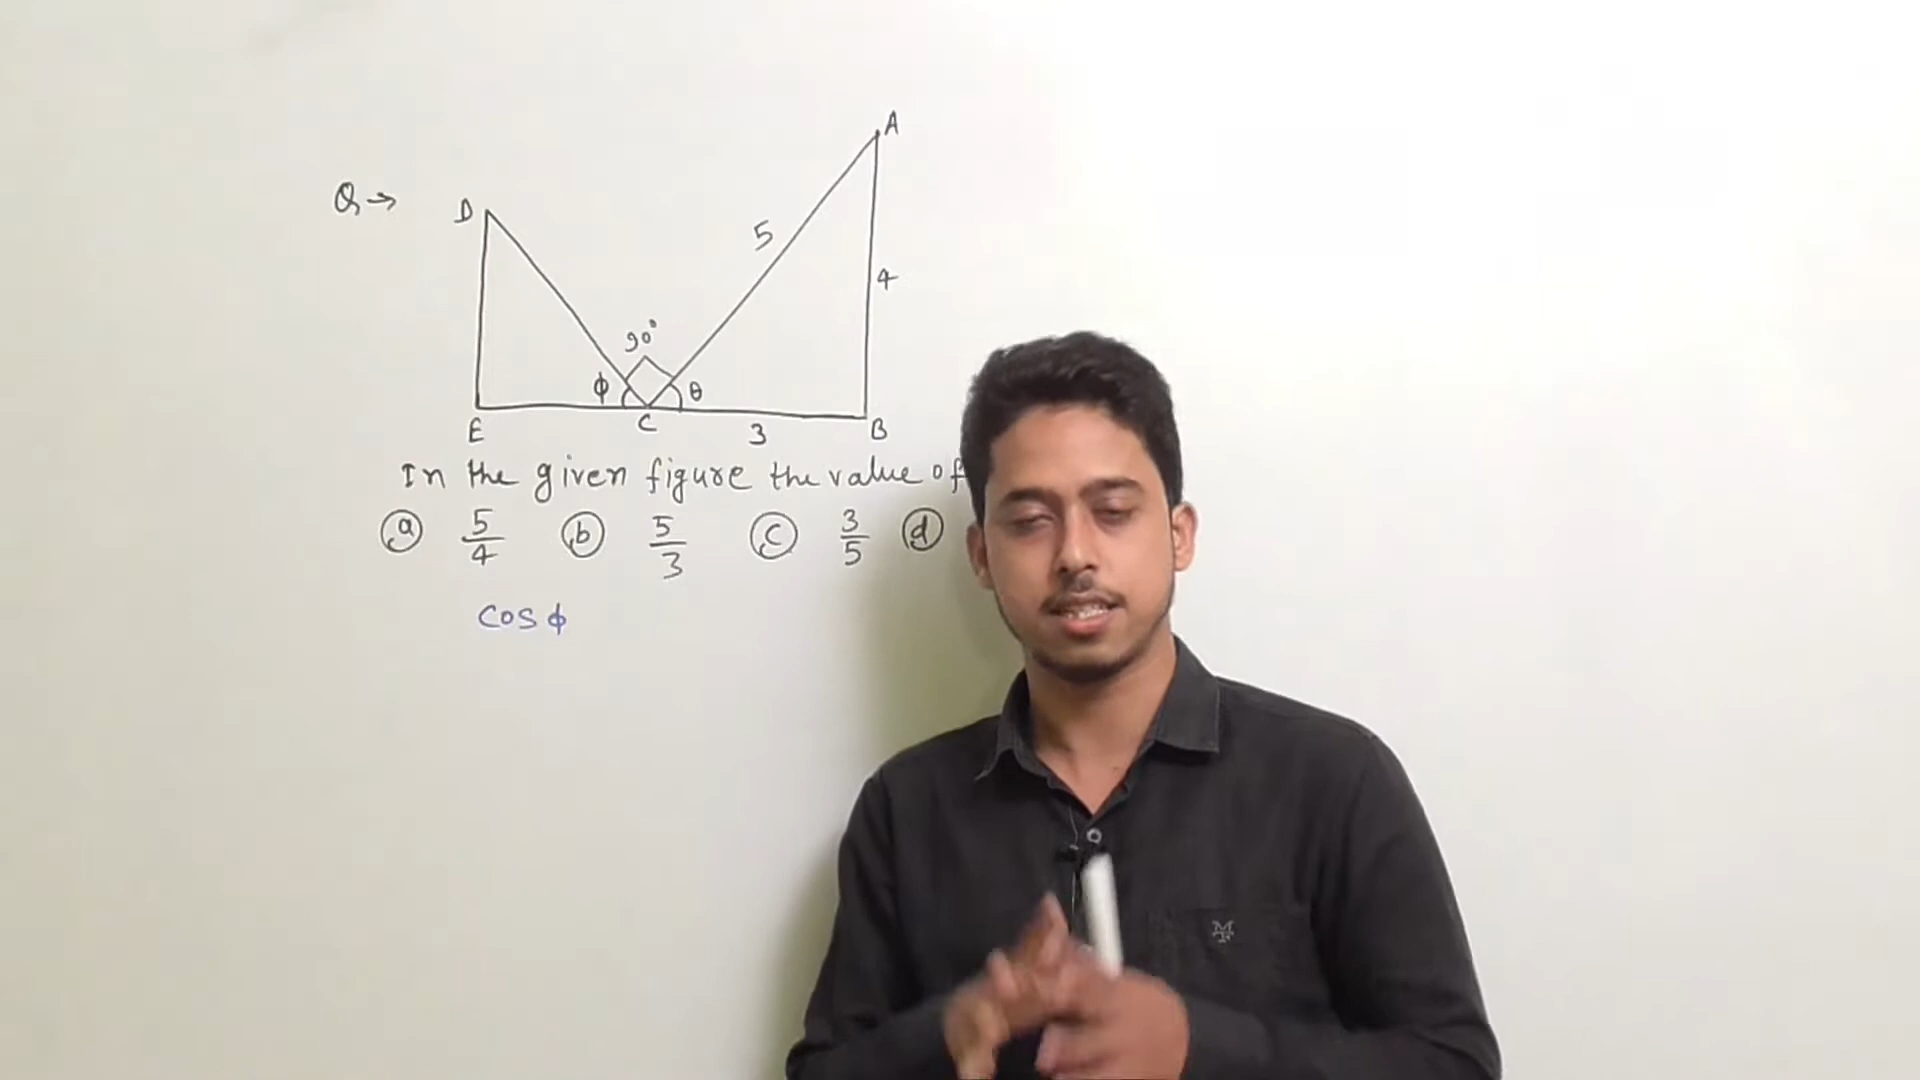 Q→
D
A
5
4
90°
ϕ
θ
E
C
3
B
In the given figure the value of
ⓐ 5/4 ⓑ 5/3 ⓒ 3/5 ⓓ
cos ϕ